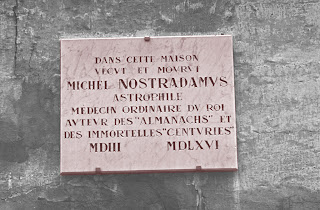 DANS CETTE MAISON
VECVT ET MOVRVT
MICHEL NOSTRADAMVS
ASTROPHILE
MEDECIN ORDINAIRE DV ROI
AVTEVR DES "ALMANACHS" ET
DES IMMORTELLES "CENTVRIES"
MDIII MDLXVI